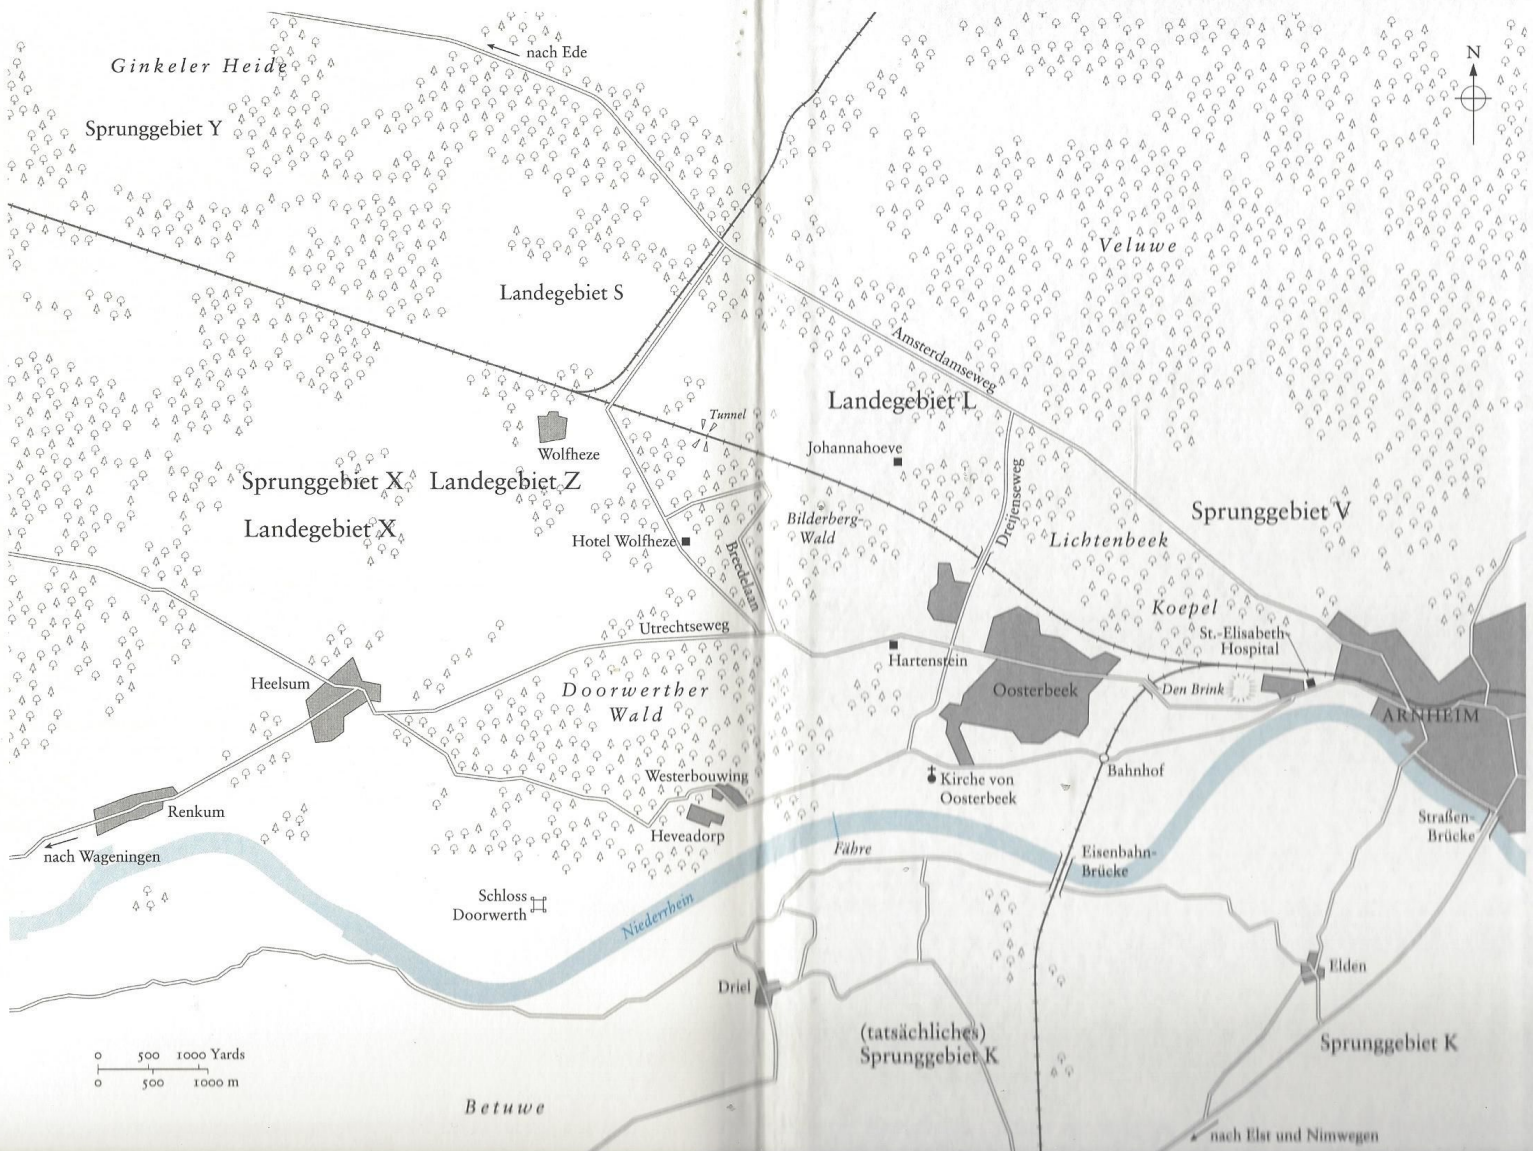 nach Ede
Ginkeler Heide
N
Sprunggebiet Y
Veluwe
Landegebiet S
Amsterdamseweg
Landegebiet L
Tunnel
Johannahoeve
Wolfheze
Sprunggebiet X
Landegebiet Z
Landegebiet X
Sprunggebiet V
Dreijenseweg
Bilderberg-
Wald
Hotel Wolfheze
Lichtenbeek
Breedelaan
Koepel
Utrechtseweg
St.-Elisabeth-
Hospital
Hartenstein
Heelsum
Doorwerther
Wald
Oosterbeek
Den Brink
ARNHEIM
Westerbouwing
Bahnhof
Kirche von
Oosterbeek
Renkum
Straßen-
Brücke
Heveadorp
nach Wageningen
Fähre
Eisenbahn-
Brücke
Schloss
Doorwerth
Niederrhein
Elden
Driel
(tatsächliches)
Sprunggebiet K
Sprunggebiet K
0 500 1000 Yards
0 500 1000 m
Betuwe
nach Elst und Nimwegen